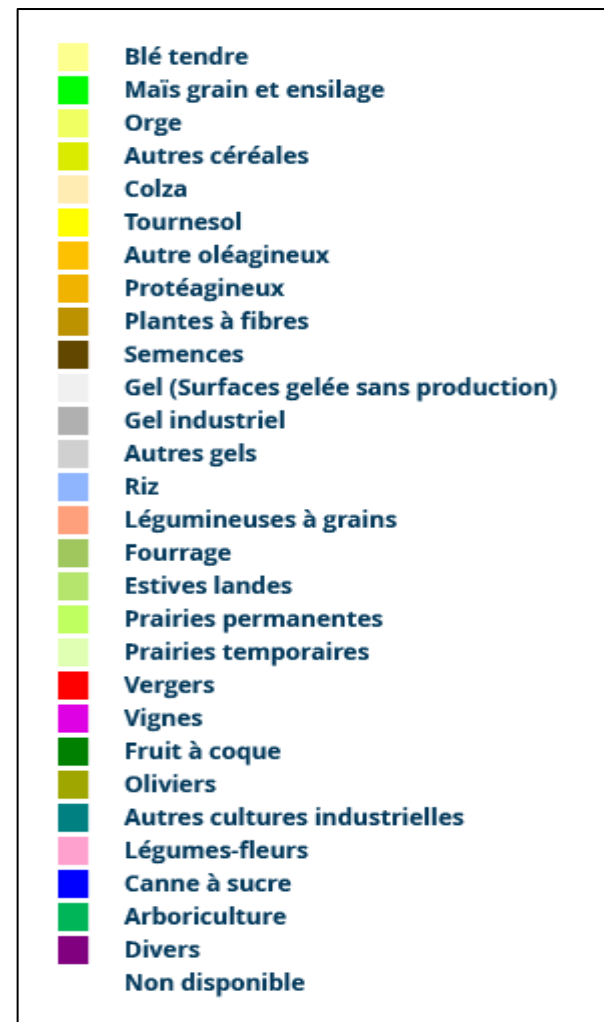 Blé tendre
Maïs grain et ensilage
Orge
Autres céréales
Colza
Tournesol
Autre oléagineux
Protéagineux
Plantes à fibres
Semences
Gel (Surfaces gelée sans production)
Gel industriel
Autres gels
Riz
Légumineuses à grains
Fourrage
Estives landes
Prairies permanentes
Prairies temporaires
Vergers
Vignes
Fruit à coque
Oliviers
Autres cultures industrielles
Légumes-fleurs
Canne à sucre
Arboriculture
Divers
Non disponible